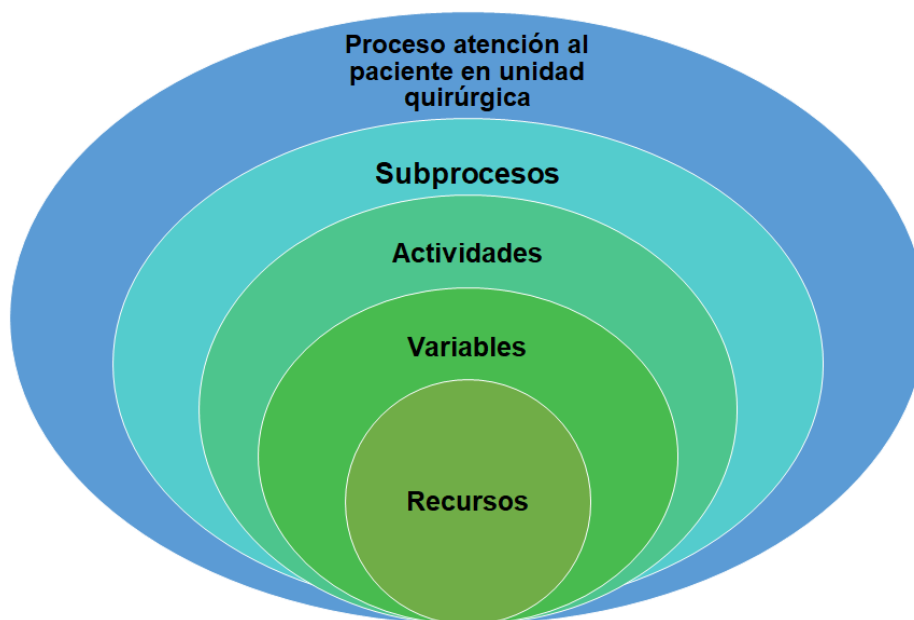 Proceso atención al
paciente en unidad
quirúrgica
Subprocesos
Actividades
Variables
Recursos